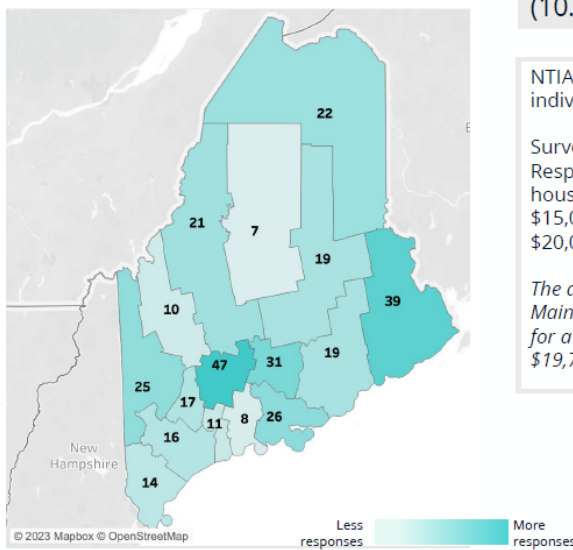 (10.
NTIA
indiv
Surve
Resp
hous
$15,0
$20,0
The a
Main
for a
$19,7
22
21
7
19
10
39
47
31
19
25
17
11
8
26
16
14
New
Hampshire
© 2023 Mapbox © OpenStreetMap
Less
responses
More
responses